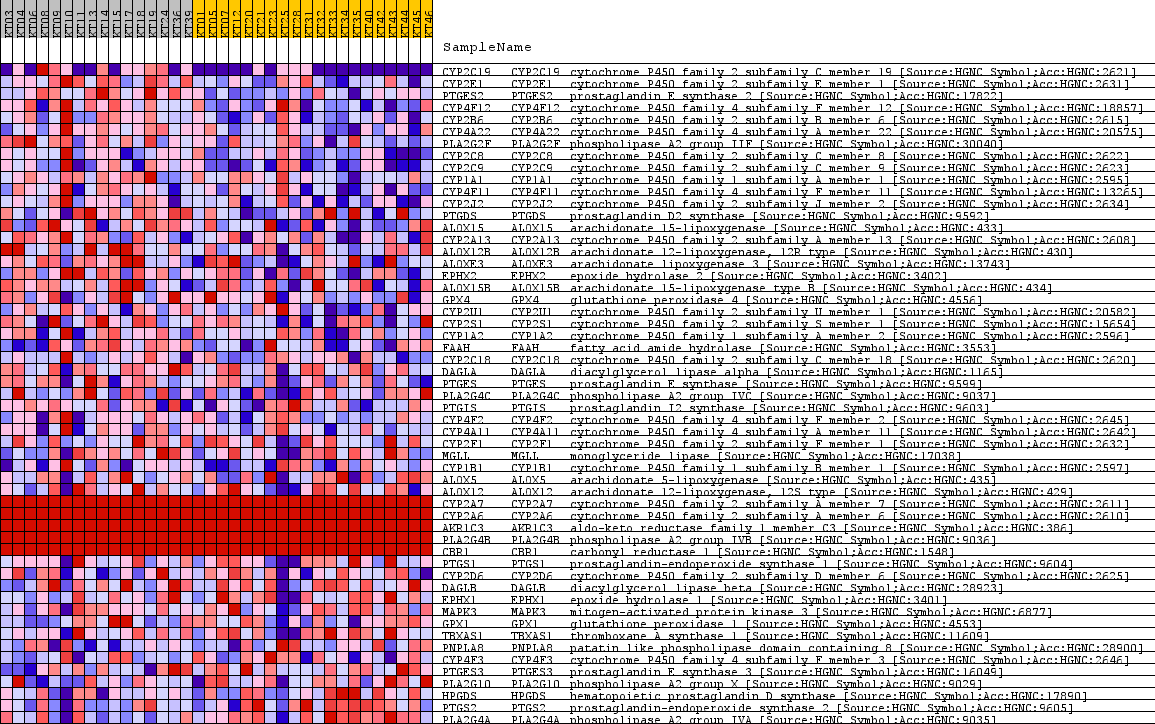 KT03 KT04 KT06 KT08 KT09 KT10 KT11 KT13 KT14 KT15 KT17 KT18 KT19 KT24 KT36 KT39 KT01 KT05 KT07 KT12 KT20 KT21 KT23 KT25 KT28 KT31 KT32 KT33 KT34 KT35 KT40 KT42 KT43 KT44 KT45 KT46
SampleName
CYP2C19 CYP2C19 cytochrome P450 family 2 subfamily C member 19 [Source:HGNC Symbol;Acc:HGNC:2621]
CYP2E1 CYP2E1 cytochrome P450 family 2 subfamily E member 1 [Source:HGNC Symbol;Acc:HGNC:2631]
PTGES2 PTGES2 prostaglandin E synthase 2 [Source:HGNC Symbol;Acc:HGNC:17822]
CYP4F12 CYP4F12 cytochrome P450 family 4 subfamily F member 12 [Source:HGNC Symbol;Acc:HGNC:18857]
CYP2B6 CYP2B6 cytochrome P450 family 2 subfamily B member 6 [Source:HGNC Symbol;Acc:HGNC:2615]
CYP4A22 CYP4A22 cytochrome P450 family 4 subfamily A member 22 [Source:HGNC Symbol;Acc:HGNC:20575]
PLA2G2F PLA2G2F phospholipase A2 group IIF [Source:HGNC Symbol;Acc:HGNC:30040]
CYP2C8 CYP2C8 cytochrome P450 family 2 subfamily C member 8 [Source:HGNC Symbol;Acc:HGNC:2622]
CYP2C9 CYP2C9 cytochrome P450 family 2 subfamily C member 9 [Source:HGNC Symbol;Acc:HGNC:2623]
CYP1A1 CYP1A1 cytochrome P450 family 1 subfamily A member 1 [Source:HGNC Symbol;Acc:HGNC:2595]
CYP4F11 CYP4F11 cytochrome P450 family 4 subfamily F member 11 [Source:HGNC Symbol;Acc:HGNC:13265]
CYP2J2 CYP2J2 cytochrome P450 family 2 subfamily J member 2 [Source:HGNC Symbol;Acc:HGNC:2634]
PTGDS PTGDS prostaglandin D2 synthase [Source:HGNC Symbol;Acc:HGNC:9592]
ALOX15 ALOX15 arachidonate 15-lipoxygenase [Source:HGNC Symbol;Acc:HGNC:433]
CYP2A13 CYP2A13 cytochrome P450 family 2 subfamily A member 13 [Source:HGNC Symbol;Acc:HGNC:2608]
ALOX12B ALOX12B arachidonate 12-lipoxygenase, 12R type [Source:HGNC Symbol;Acc:HGNC:430]
ALOXE3 ALOXE3 arachidonate lipoxygenase 3 [Source:HGNC Symbol;Acc:HGNC:13743]
EPHX2 EPHX2 epoxide hydrolase 2 [Source:HGNC Symbol;Acc:HGNC:3402]
ALOX15B ALOX15B arachidonate 15-lipoxygenase type B [Source:HGNC Symbol;Acc:HGNC:434]
GPX4 GPX4 glutathione peroxidase 4 [Source:HGNC Symbol;Acc:HGNC:4556]
CYP2U1 CYP2U1 cytochrome P450 family 2 subfamily U member 1 [Source:HGNC Symbol;Acc:HGNC:20582]
CYP2S1 CYP2S1 cytochrome P450 family 2 subfamily S member 1 [Source:HGNC Symbol;Acc:HGNC:15654]
CYP1A2 CYP1A2 cytochrome P450 family 1 subfamily A member 2 [Source:HGNC Symbol;Acc:HGNC:2596]
FAAH FAAH fatty acid amide hydrolase [Source:HGNC Symbol;Acc:HGNC:3553]
CYP2C18 CYP2C18 cytochrome P450 family 2 subfamily C member 18 [Source:HGNC Symbol;Acc:HGNC:2620]
DAGLA DAGLA diacylglycerol lipase alpha [Source:HGNC Symbol;Acc:HGNC:1165]
PTGES PTGES prostaglandin E synthase [Source:HGNC Symbol;Acc:HGNC:9599]
PLA2G4C PLA2G4C phospholipase A2 group IVC [Source:HGNC Symbol;Acc:HGNC:9037]
PTGIS PTGIS prostaglandin I2 synthase [Source:HGNC Symbol;Acc:HGNC:9603]
CYP4F2 CYP4F2 cytochrome P450 family 4 subfamily F member 2 [Source:HGNC Symbol;Acc:HGNC:2645]
CYP4A11 CYP4A11 cytochrome P450 family 4 subfamily A member 11 [Source:HGNC Symbol;Acc:HGNC:2642]
CYP2F1 CYP2F1 cytochrome P450 family 2 subfamily F member 1 [Source:HGNC Symbol;Acc:HGNC:2632]
MGLL MGLL monoglyceride lipase [Source:HGNC Symbol;Acc:HGNC:17038]
CYP1B1 CYP1B1 cytochrome P450 family 1 subfamily B member 1 [Source:HGNC Symbol;Acc:HGNC:2597]
ALOX5 ALOX5 arachidonate 5-lipoxygenase [Source:HGNC Symbol;Acc:HGNC:435]
ALOX12 ALOX12 arachidonate 12-lipoxygenase, 12S type [Source:HGNC Symbol;Acc:HGNC:429]
CYP2A7 CYP2A7 cytochrome P450 family 2 subfamily A member 7 [Source:HGNC Symbol;Acc:HGNC:2611]
CYP2A6 CYP2A6 cytochrome P450 family 2 subfamily A member 6 [Source:HGNC Symbol;Acc:HGNC:2610]
AKR1C3 AKR1C3 aldo-keto reductase family 1 member C3 [Source:HGNC Symbol;Acc:HGNC:386]
PLA2G4B PLA2G4B phospholipase A2 group IVB [Source:HGNC Symbol;Acc:HGNC:9036]
CBR1 CBR1 carbonyl reductase 1 [Source:HGNC Symbol;Acc:HGNC:1548]
PTGS1 PTGS1 prostaglandin-endoperoxide synthase 1 [Source:HGNC Symbol;Acc:HGNC:9604]
CYP2D6 CYP2D6 cytochrome P450 family 2 subfamily D member 6 [Source:HGNC Symbol;Acc:HGNC:2625]
DAGLB DAGLB diacylglycerol lipase beta [Source:HGNC Symbol;Acc:HGNC:28923]
EPHX1 EPHX1 epoxide hydrolase 1 [Source:HGNC Symbol;Acc:HGNC:3401]
MAPK3 MAPK3 mitogen-activated protein kinase 3 [Source:HGNC Symbol;Acc:HGNC:6877]
GPX1 GPX1 glutathione peroxidase 1 [Source:HGNC Symbol;Acc:HGNC:4553]
TBXAS1 TBXAS1 thromboxane A synthase 1 [Source:HGNC Symbol;Acc:HGNC:11609]
PNPLA8 PNPLA8 patatin like phospholipase domain containing 8 [Source:HGNC Symbol;Acc:HGNC:28900]
CYP4F3 CYP4F3 cytochrome P450 family 4 subfamily F member 3 [Source:HGNC Symbol;Acc:HGNC:2646]
PTGES3 PTGES3 prostaglandin E synthase 3 [Source:HGNC Symbol;Acc:HGNC:16049]
PLA2G10 PLA2G10 phospholipase A2 group X [Source:HGNC Symbol;Acc:HGNC:9029]
HPGDS HPGDS hematopoietic prostaglandin D synthase [Source:HGNC Symbol;Acc:HGNC:17890]
PTGS2 PTGS2 prostaglandin-endoperoxide synthase 2 [Source:HGNC Symbol;Acc:HGNC:9605]
PLA2G4A PLA2G4A phospholipase A2 group IVA [Source:HGNC Symbol;Acc:HGNC:9035]